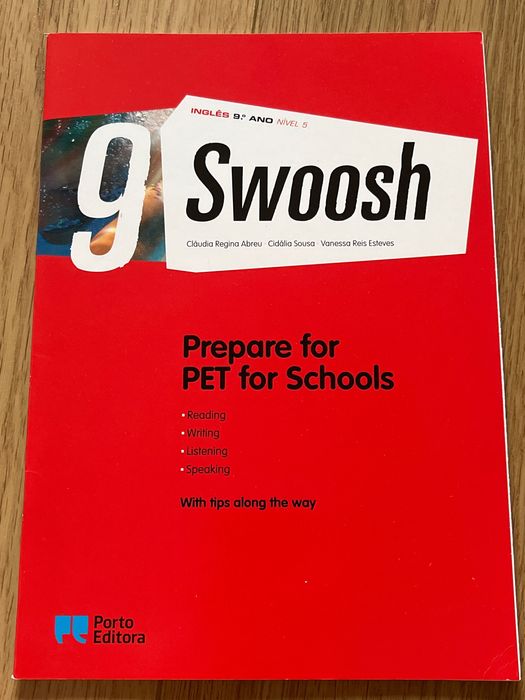 INGLÊS 9.º ANO NÍVEL 5
9
Swoosh
Cláudia Regina Abreu · Cidália Sousa · Vanessa Reis Esteves
Prepare for
PET for Schools
▪ Reading
▪ Writing
▪ Listening
▪ Speaking
With tips along the way
Porto
Editora